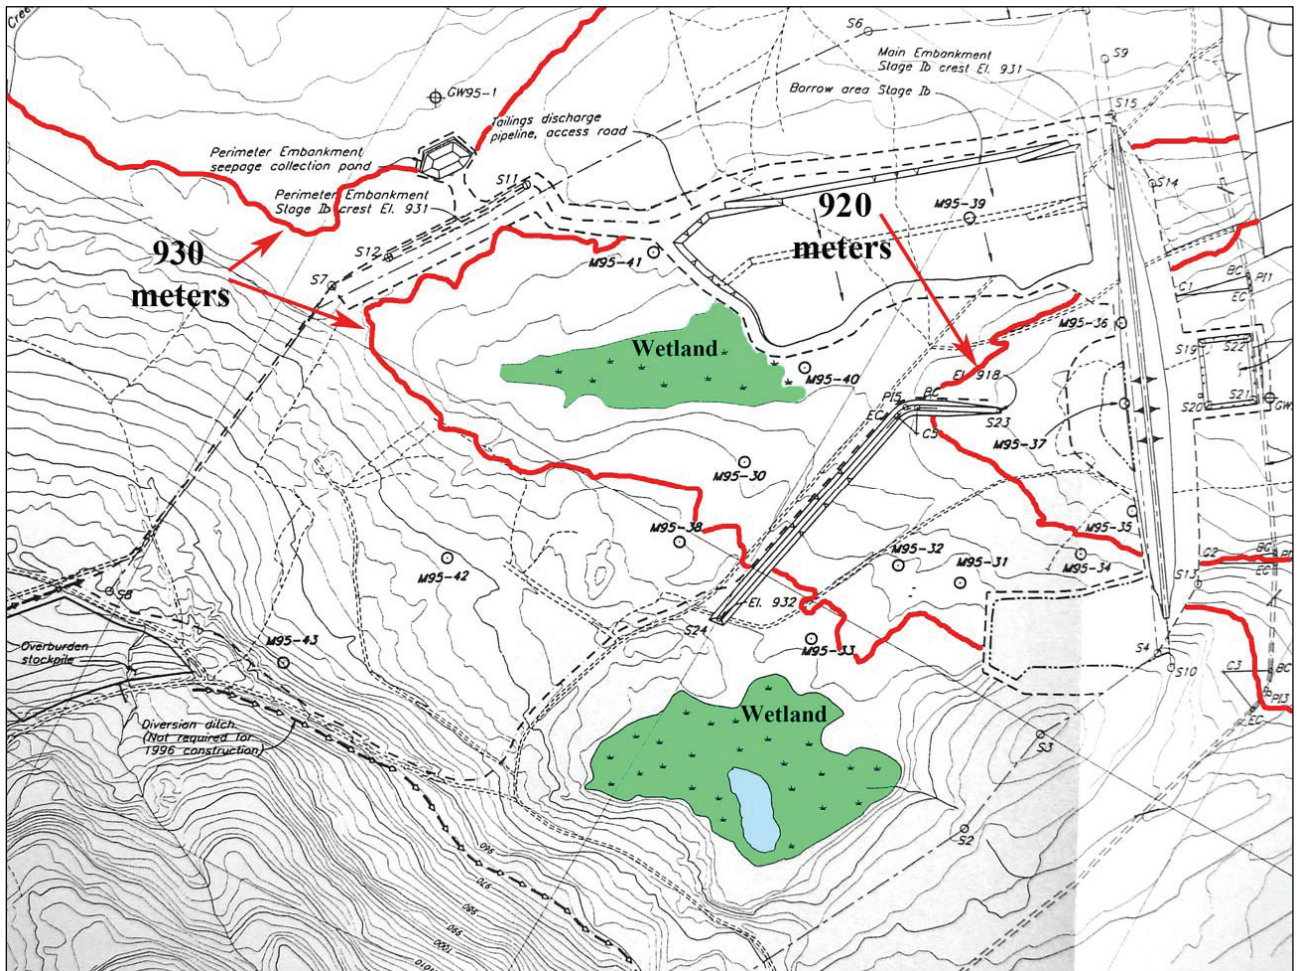 Cree
S6
Main Embankment
Stage Ib crest El. 931
S9
GW95-1
Borrow area Stage Ib
S15
Tailings discharge
pipeline, access road
Perimeter Embankment
seepage collection pond
S11
Perimeter Embankment
Stage Ib crest El. 931
S14
920
meters
M95-39
930
meters
S12
M95-41
S7
BC
PI1
C1
EC
M95-36
Wetland
S19
S22
M95-40
El. 918
PI5
BC
S20
S21
GW
EC
S23
C5
M95-37
M95-30
M95-35
M95-38
M95-32
M95-31
M95-34
C2
BC
PI
EC
M95-42
S8
S13
El. 932
S24
M95-33
Overburden
stockpile
M95-43
S4
S10
C3
BC
PI3
EC
Wetland
Diversion ditch
(Not required for
1996 construction)
S3
S2
960
970
980
990
1000
1010